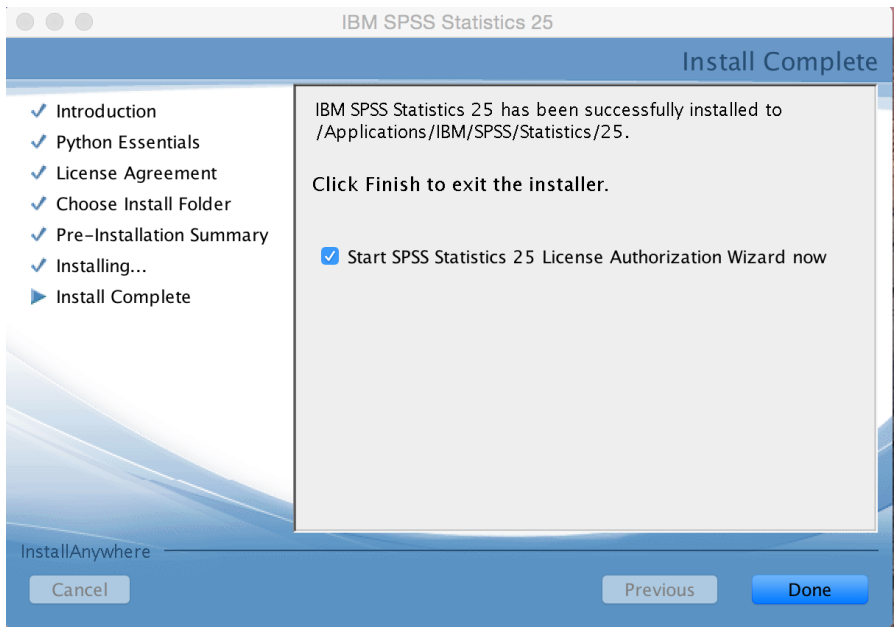 IBM SPSS Statistics 25
Install Complete
Introduction
Python Essentials
License Agreement
Choose Install Folder
Pre-Installation Summary
Installing...
Install Complete
IBM SPSS Statistics 25 has been successfully installed to
/Applications/IBM/SPSS/Statistics/25.
Click Finish to exit the installer.
Start SPSS Statistics 25 License Authorization Wizard now
InstallAnywhere
Cancel
Previous
Done